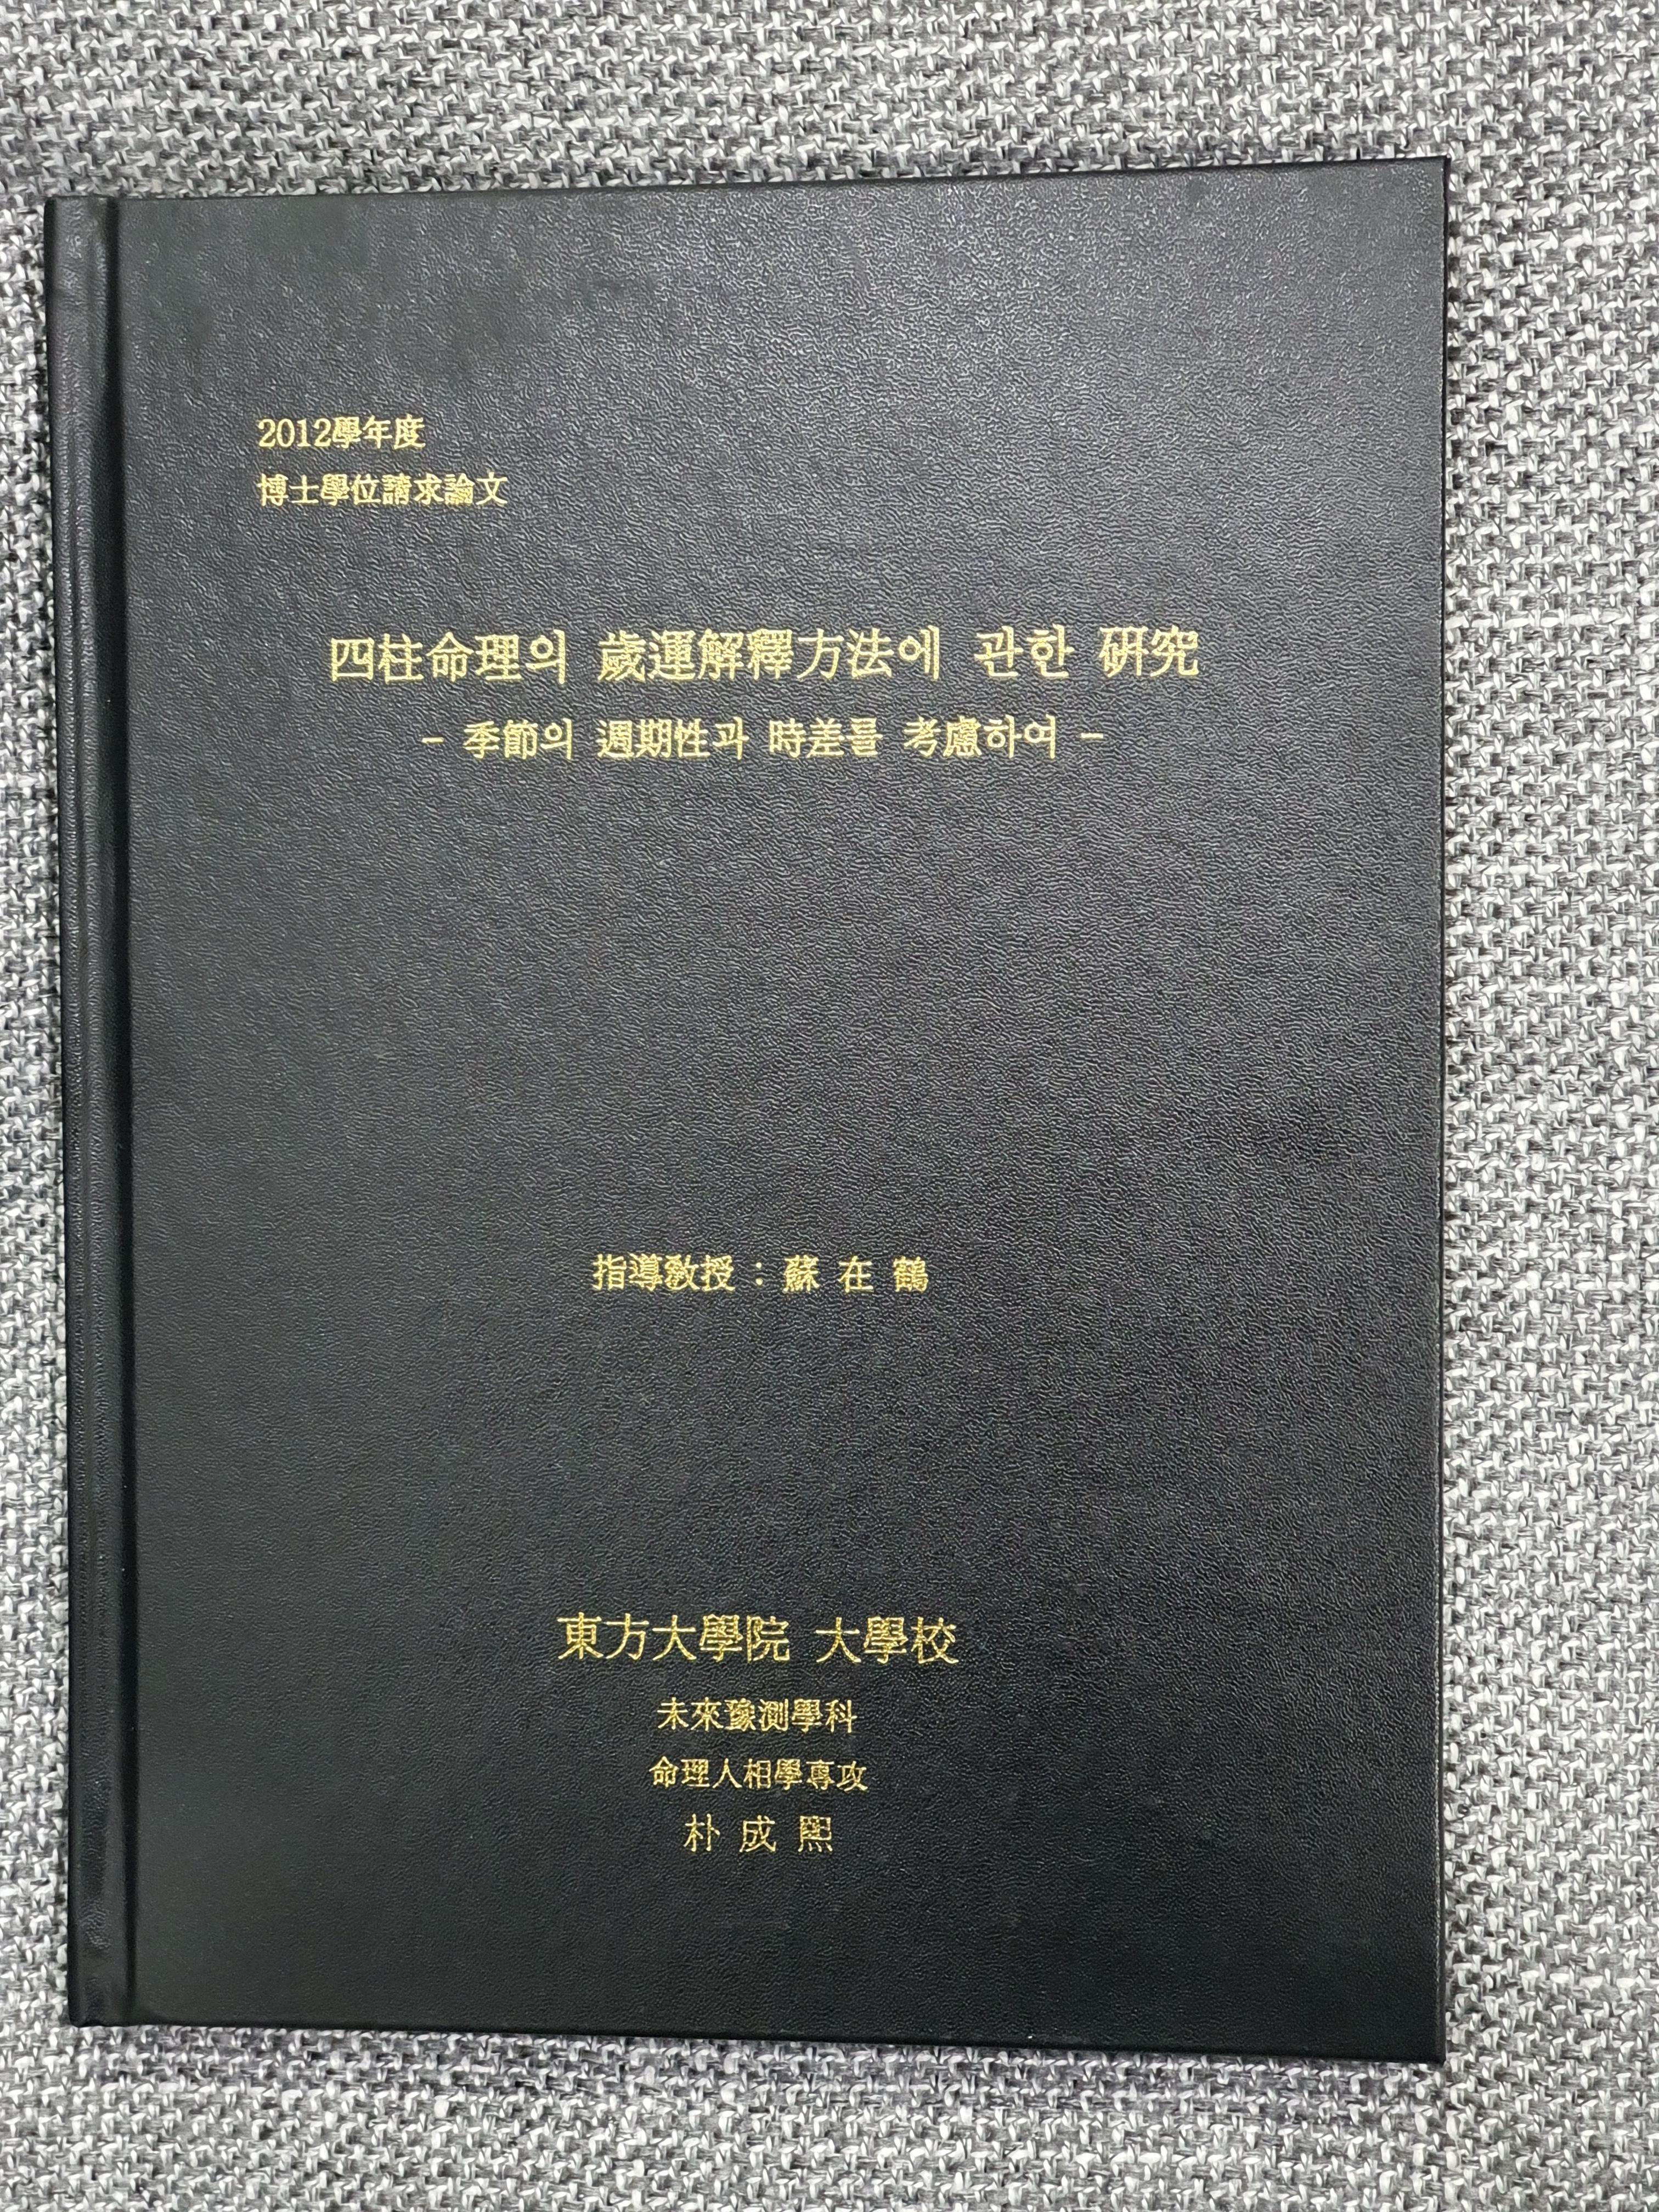 2012學年度
博士學位請求論文
四柱命理의 歲運解釋方法에 관한 硏究
- 季節의 週期性과 時差를 考慮하여 -
指導敎授 : 蘇 在 鶴
東方大學院 大學校
未來豫測學科
命理人相學專攻
朴 成 熙